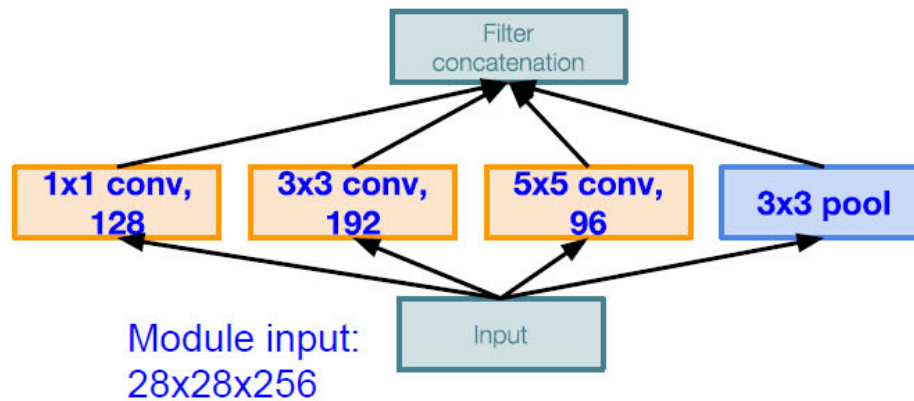 Filter
concatenation
1x1 conv,
128
3x3 conv,
192
5x5 conv,
96
3x3 pool
Input
Module input:
28x28x256